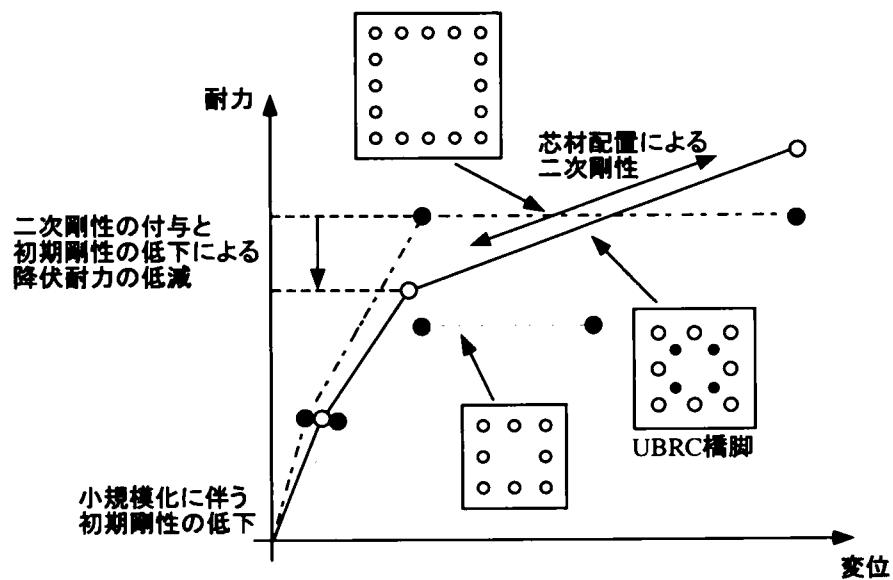 耐力
芯材配置による
二次剛性
二次剛性の付与と
初期剛性の低下による
降伏耐力の低減
UBRC橋脚
小規模化に伴う
初期剛性の低下
変位